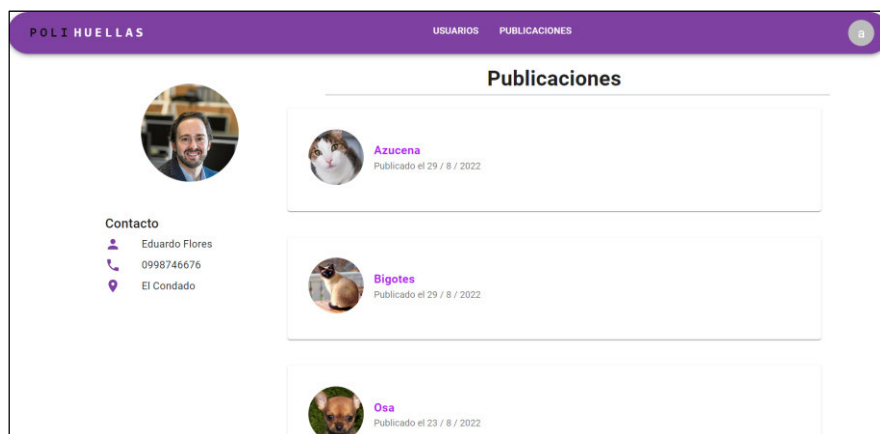 POLI HUELLAS
USUARIOS PUBLICACIONES
a
Contacto
Eduardo Flores
0998746676
El Condado
Publicaciones
Azucena
Publicado el 29 / 8 / 2022
Bigotes
Publicado el 29 / 8 / 2022
Osa
Publicado el 23 / 8 / 2022